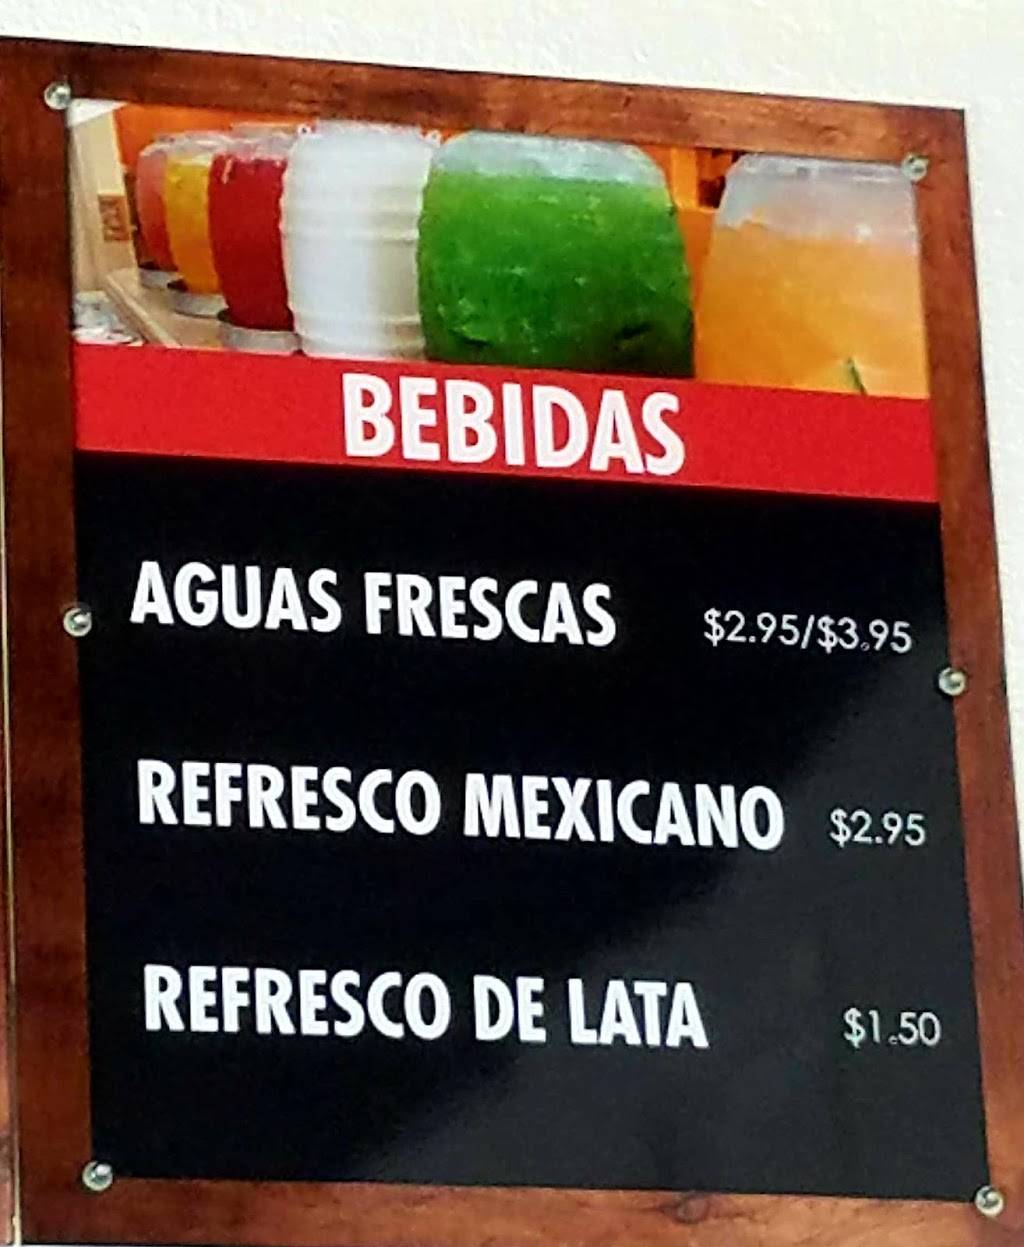 BEBIDAS
AGUAS FRESCAS $2.95/$3.95
REFRESCO MEXICANO $2.95
REFRESCO DE LATA $1.50